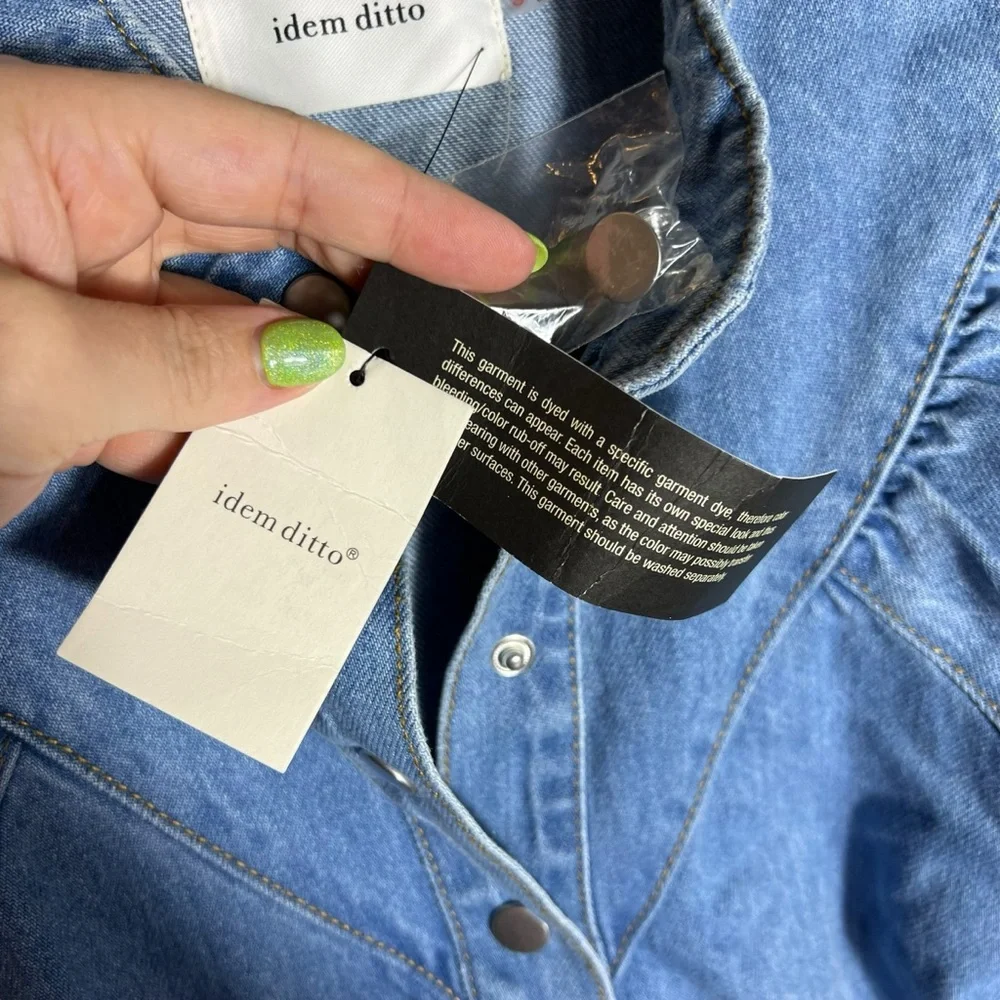 idem ditto
This garment is dyed with a specific garment dye, therefore color
differences can appear. Each item has its own special look and thus
bleeding/color rub-off may result. Care and attention should be taken
wearing with other garments, as the color may possibly transfer
surfaces. This garment should be washed separately.
idem ditto®